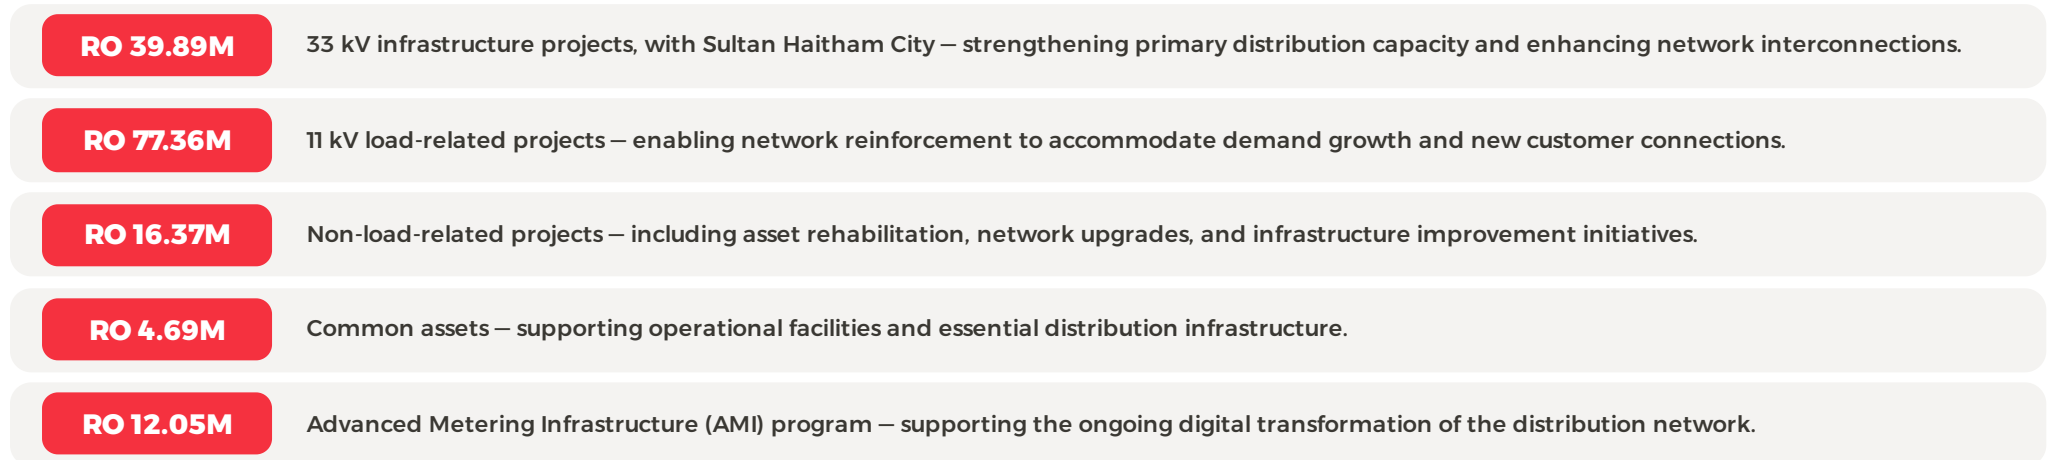 RO 39.89M
33 kV infrastructure projects, with Sultan Haitham City — strengthening primary distribution capacity and enhancing network interconnections.
RO 77.36M
11 kV load-related projects — enabling network reinforcement to accommodate demand growth and new customer connections.
RO 16.37M
Non-load-related projects — including asset rehabilitation, network upgrades, and infrastructure improvement initiatives.
RO 4.69M
Common assets — supporting operational facilities and essential distribution infrastructure.
RO 12.05M
Advanced Metering Infrastructure (AMI) program — supporting the ongoing digital transformation of the distribution network.